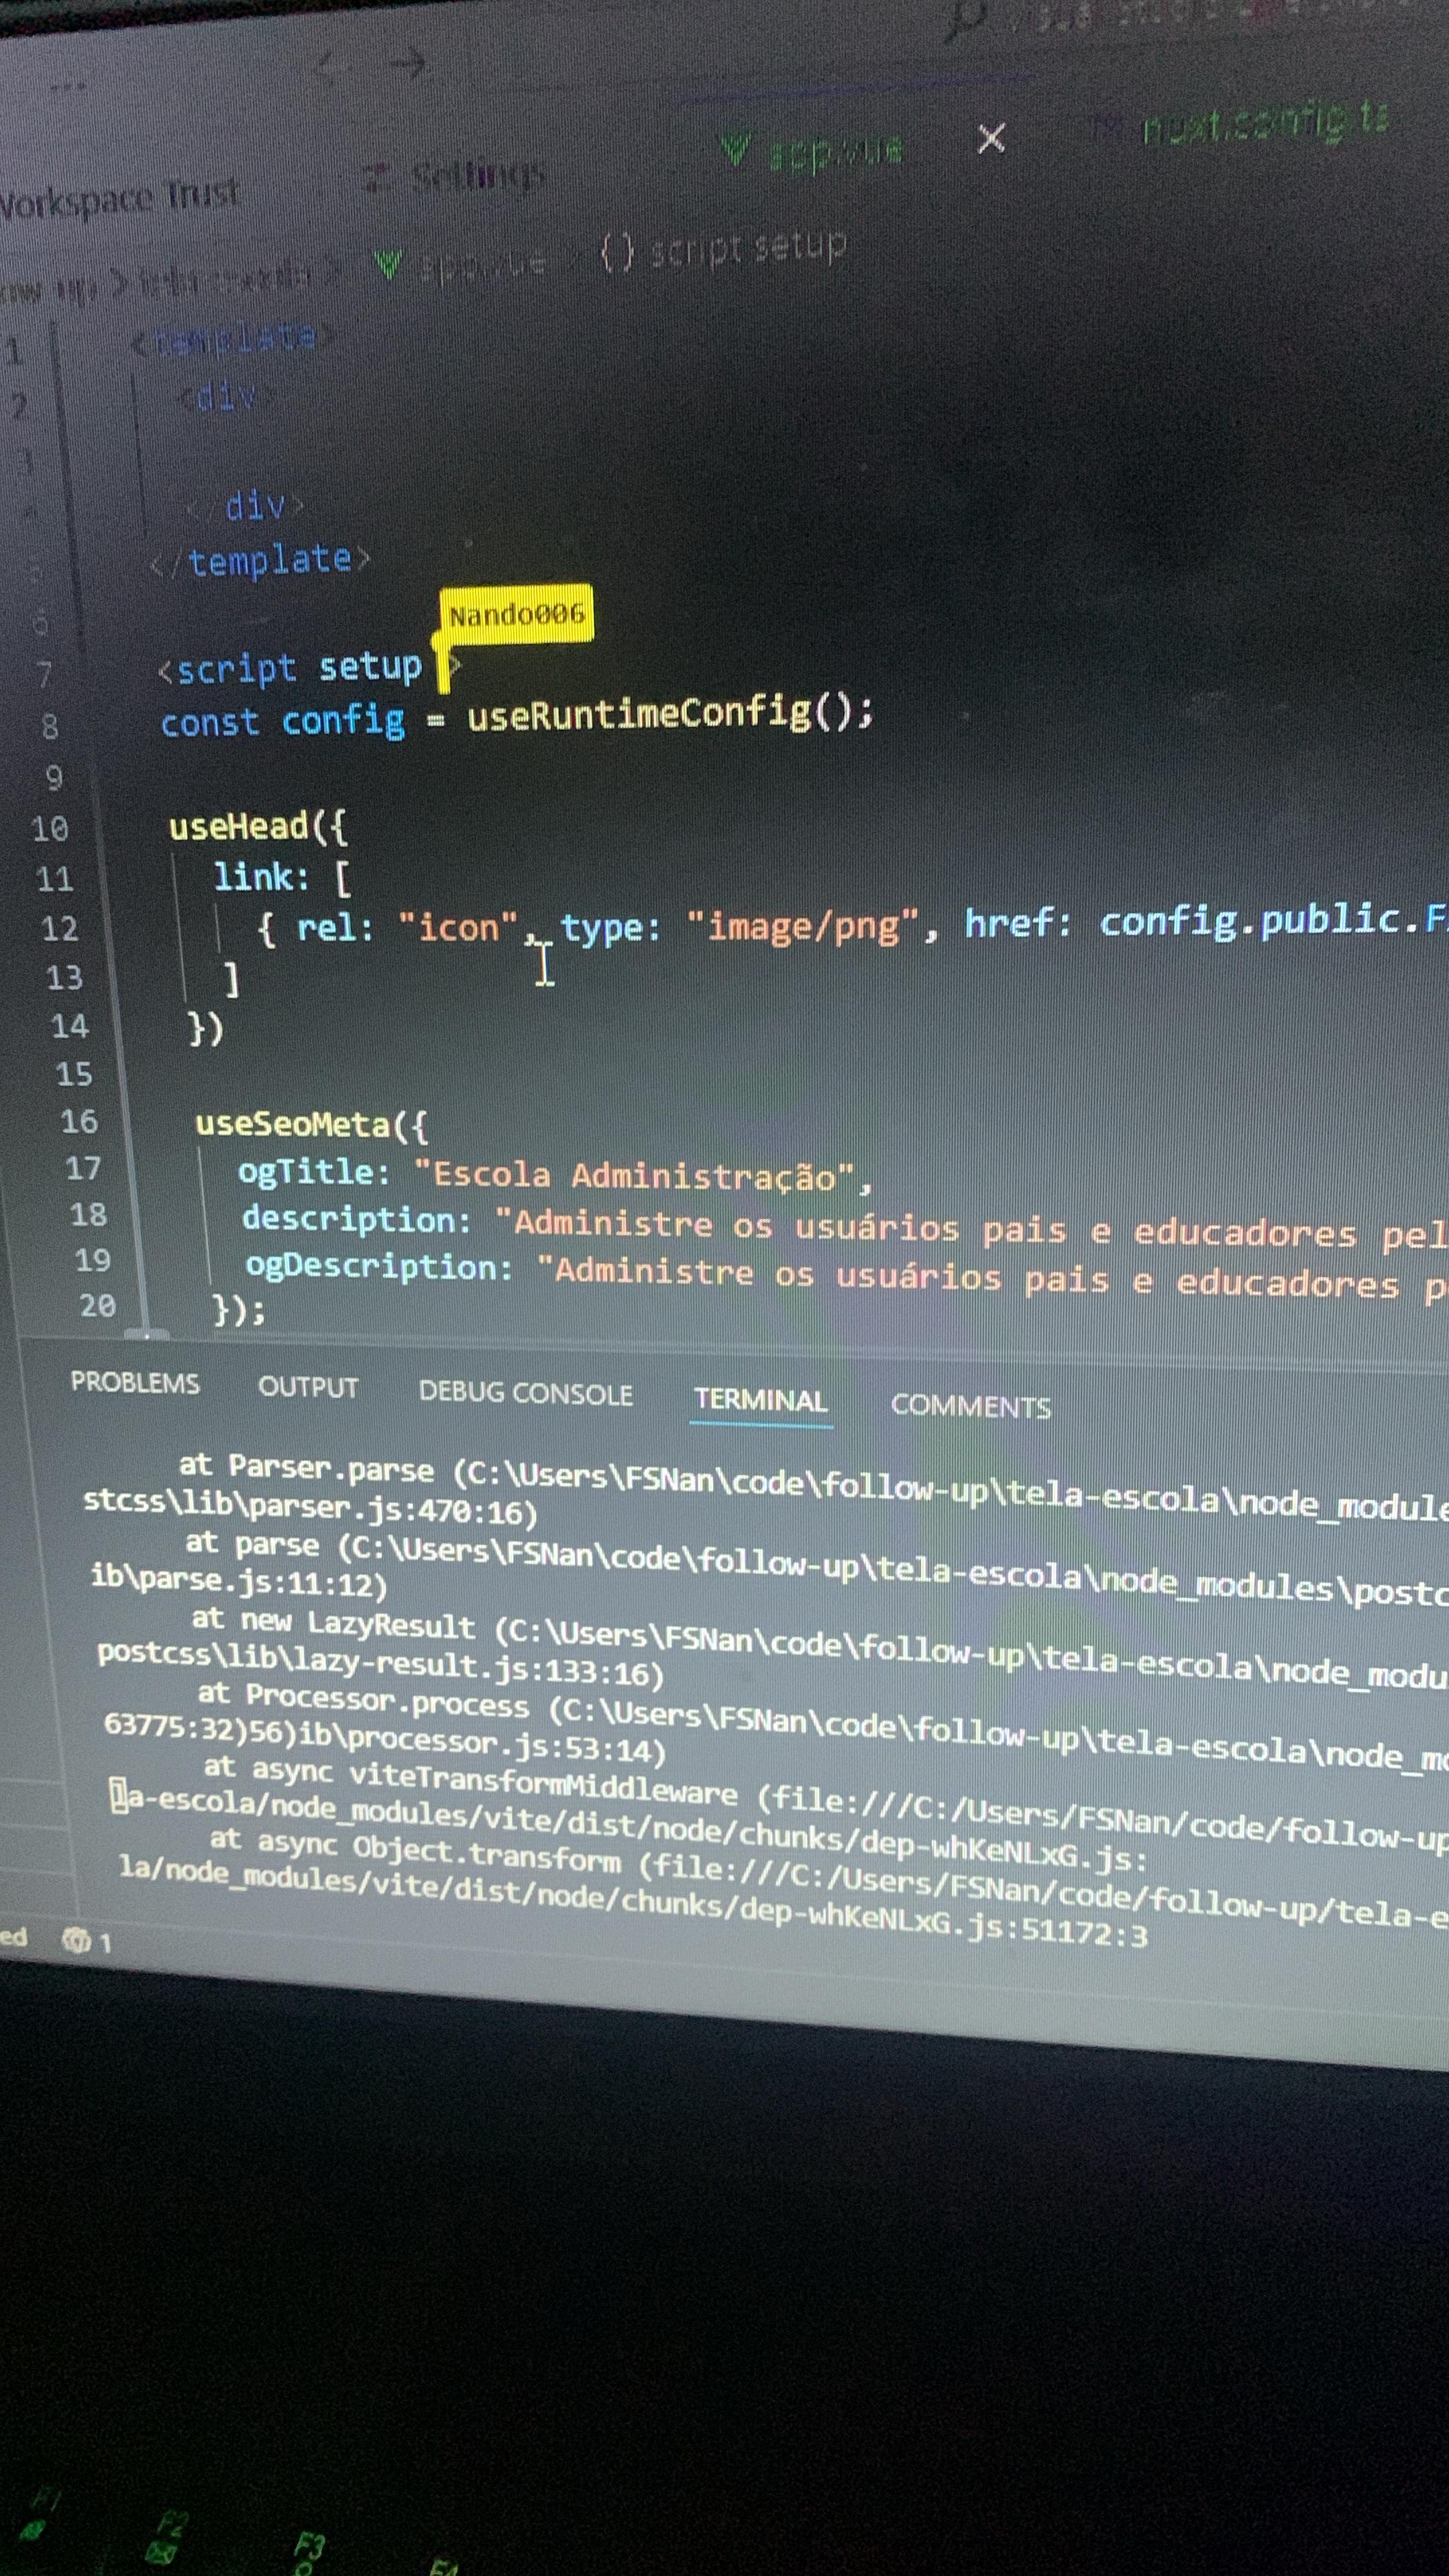 Workspace Trust Settings app.vue nuxt.config.ts
app.vue {} script setup
1 <template>
2 <div>
</div>
</template>
Nando006
6
7 <script setup >
8 const config = useRuntimeConfig();
9
10 useHead({
11 link: [
12 { rel: "icon", type: "image/png", href: config.public.F
13 ]
14 })
15
16 useSeoMeta({
17 ogTitle: "Escola Administração",
18 description: "Administre os usuários pais e educadores pel
19 ogDescription: "Administre os usuários pais e educadores p
20 });
PROBLEMS OUTPUT DEBUG CONSOLE TERMINAL COMMENTS
at Parser.parse (C:\Users\FSNan\code\follow-up\tela-escola\node_module
stcss\lib\parser.js:470:16)
at parse (C:\Users\FSNan\code\follow-up\tela-escola\node_modules\postc
ib\parse.js:11:12)
at new LazyResult (C:\Users\FSNan\code\follow-up\tela-escola\node_modu
postcss\lib\lazy-result.js:133:16)
at Processor.process (C:\Users\FSNan\code\follow-up\tela-escola\node_mo
63775:32)56)ib\processor.js:53:14)
at async viteTransformMiddleware (file:///C:/Users/FSNan/code/follow-up
la-escola/node_modules/vite/dist/node/chunks/dep-whKeNLxG.js:
at async Object.transform (file:///C:/Users/FSNan/code/follow-up/tela-e
la/node_modules/vite/dist/node/chunks/dep-whKeNLxG.js:51172:3
ed 1
F1 F2 F3 F4